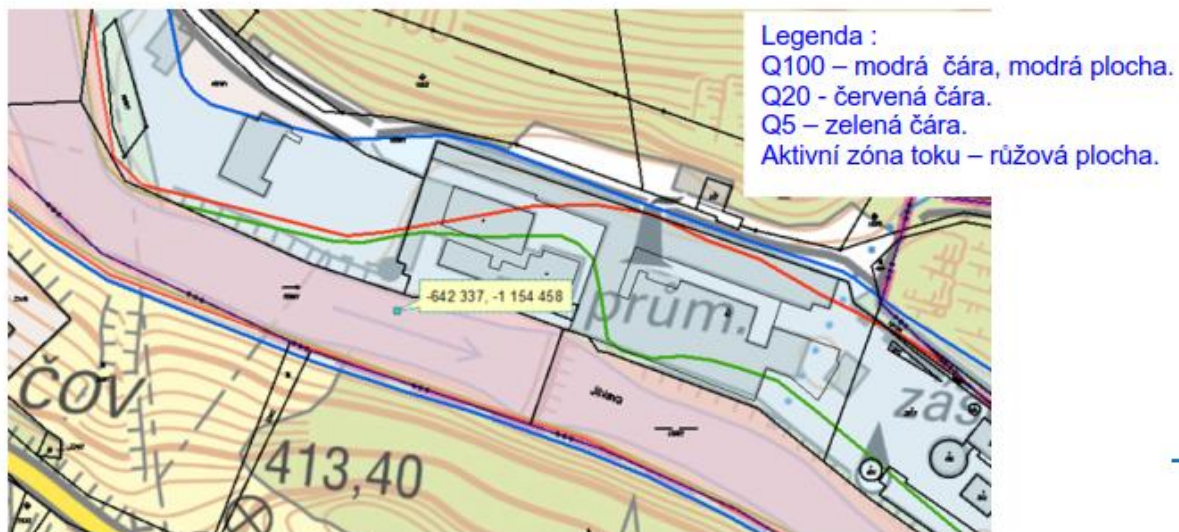 Legenda :
Q100 – modrá čára, modrá plocha.
Q20 - červená čára.
Q5 – zelená čára.
Aktivní zóna toku – růžová plocha.
-642 337, -1 154 458
prům.
Jihlava
zás
ČOV
413,40